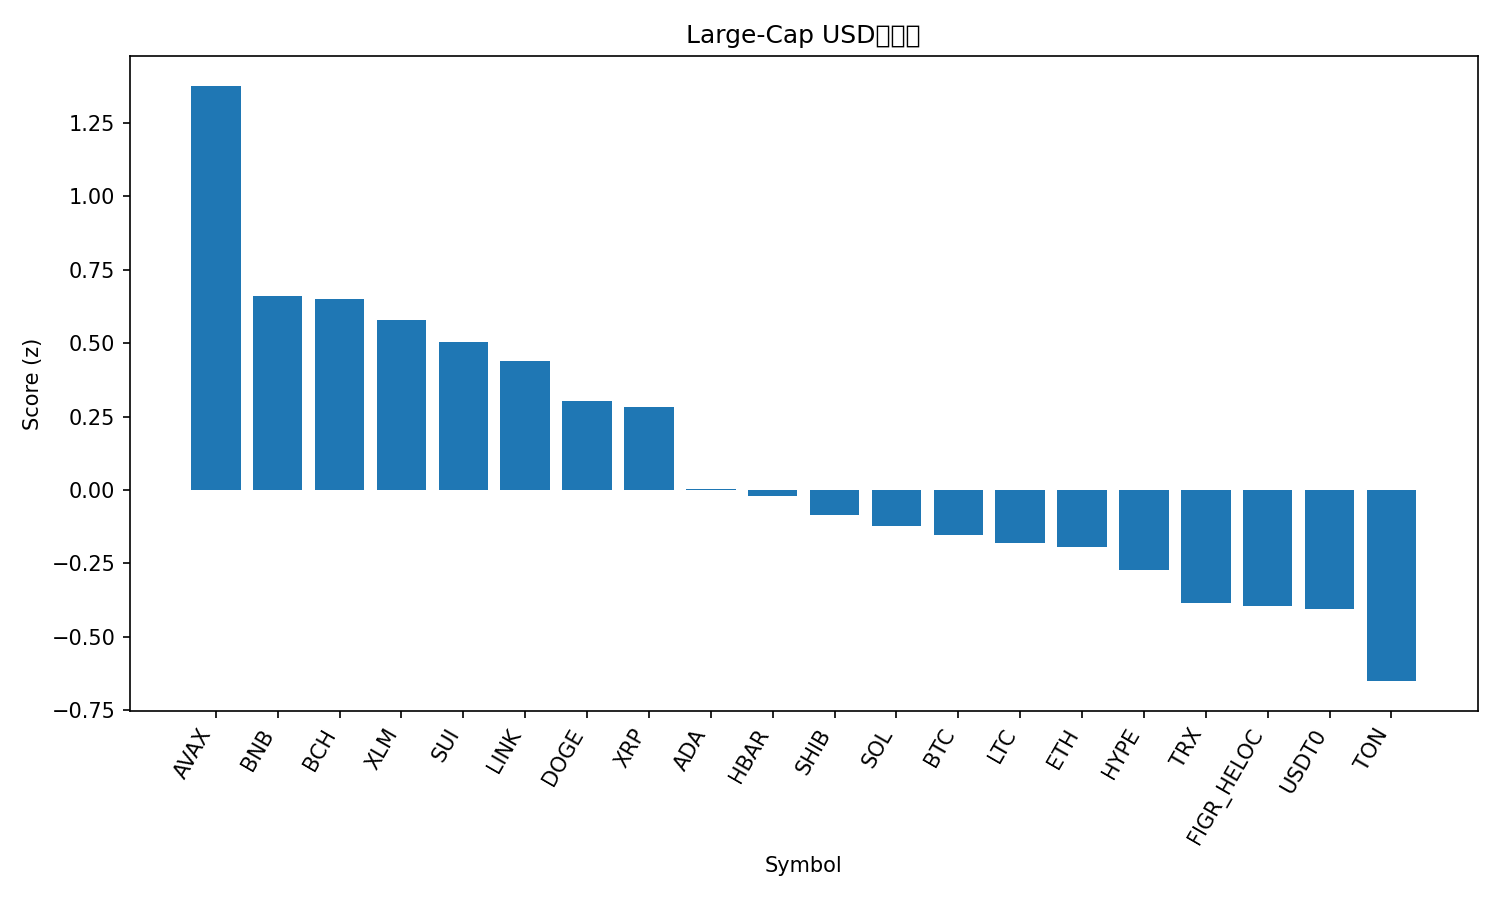 Large-Cap USD
Score (z)
1.25
1.00
0.75
0.50
0.25
0.00
−0.25
−0.50
−0.75
AVAX
BNB
BCH
XLM
SUI
LINK
DOGE
XRP
ADA
HBAR
SHIB
SOL
BTC
LTC
ETH
HYPE
TRX
FIGR_HELOC
USDT0
TON
Symbol